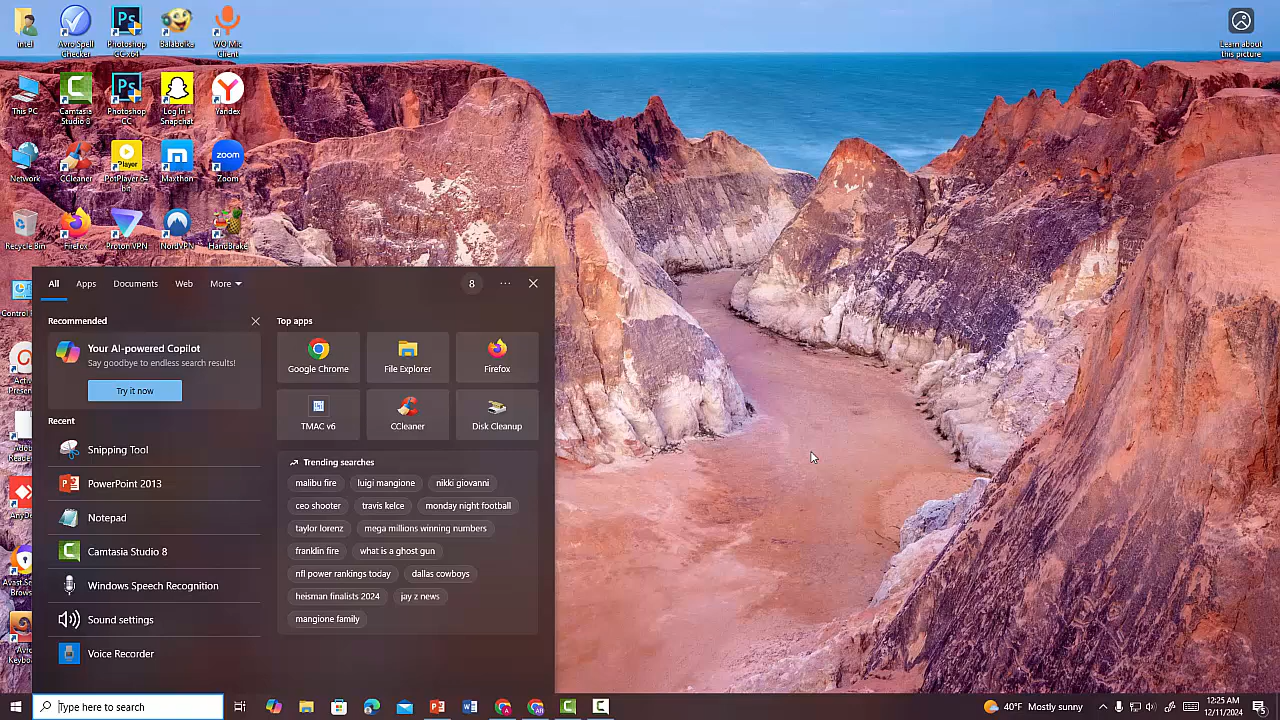 intel
Avro Spell Checker
Photoshop CC x64
Balabolka
WO Mic Client
Learn about this picture
This PC
Camtasia Studio 8
Photoshop CC
Log In • Snapchat
Yandex
Network
CCleaner
PotPlayer 64 bit
Maxthon
Zoom
Recycle Bin
Firefox
Proton VPN
NordVPN
HandBrake
All
Apps
Documents
Web
More
8
Recommended
Your AI-powered Copilot
Say goodbye to endless search results!
Try it now
Recent
Snipping Tool
PowerPoint 2013
Notepad
Camtasia Studio 8
Windows Speech Recognition
Sound settings
Voice Recorder
Top apps
Google Chrome
File Explorer
Firefox
TMAC v6
CCleaner
Disk Cleanup
Trending searches
malibu fire
luigi mangione
nikki giovanni
ceo shooter
travis kelce
monday night football
taylor lorenz
mega millions winning numbers
franklin fire
what is a ghost gun
nfl power rankings today
dallas cowboys
heisman finalists 2024
jay z news
mangione family
Type here to search
40°F Mostly sunny
12:25 AM
12/11/2024